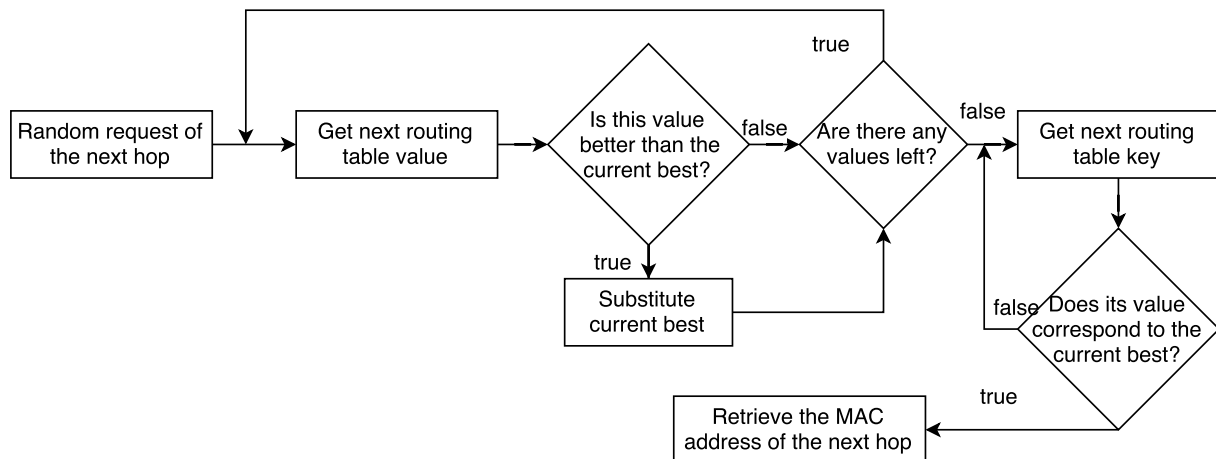 Random request of
the next hop
Get next routing
table value
Is this value
better than the
current best?
false
true
Substitute
current best
Are there any
values left?
true
false
Get next routing
table key
Does its value
correspond to the
current best?
false
true
Retrieve the MAC
address of the next hop